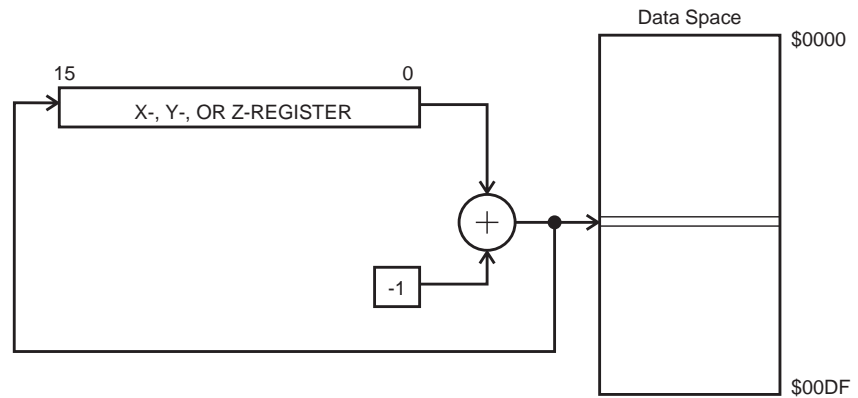 Data Space
$0000
15 0
X-, Y-, OR Z-REGISTER
+
-1
$00DF